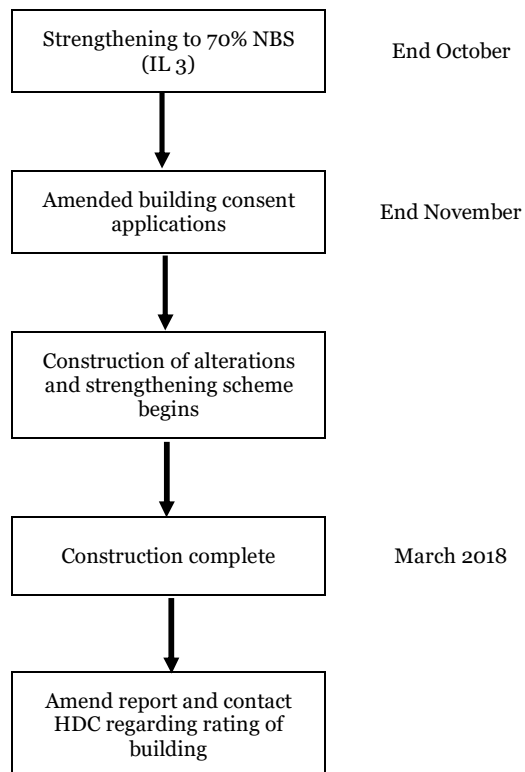 Strengthening to 70% NBS
(IL 3)
End October
Amended building consent
applications
End November
Construction of alterations
and strengthening scheme
begins
Construction complete
March 2018
Amend report and contact
HDC regarding rating of
building